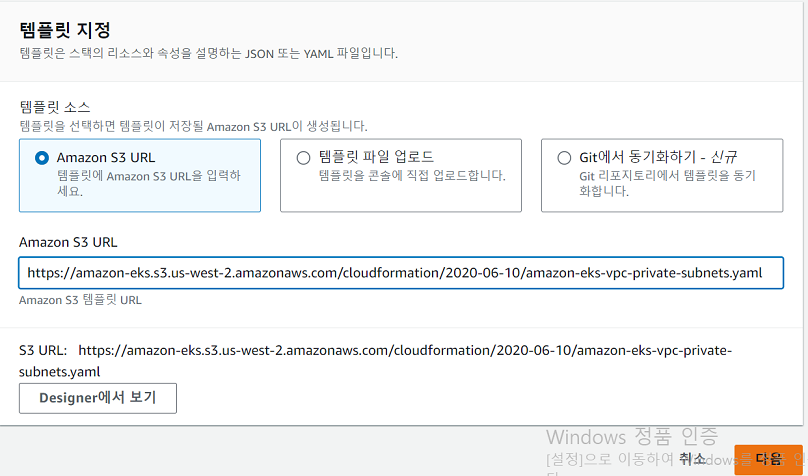 템플릿 지정
템플릿은 스택의 리소스와 속성을 설명하는 JSON 또는 YAML 파일입니다.
템플릿 소스
템플릿을 선택하면 템플릿이 저장될 Amazon S3 URL이 생성됩니다.
Amazon S3 URL
템플릿에 Amazon S3 URL을 입력하
세요.
템플릿 파일 업로드
템플릿을 콘솔에 직접 업로드합니다.
Git에서 동기화하기 - 신규
Git 리포지토리에서 템플릿을 동기
화합니다.
Amazon S3 URL
https://amazon-eks.s3.us-west-2.amazonaws.com/cloudformation/2020-06-10/amazon-eks-vpc-private-subnets.yaml
Amazon S3 템플릿 URL
S3 URL: https://amazon-eks.s3.us-west-2.amazonaws.com/cloudformation/2020-06-10/amazon-eks-vpc-private-
subnets.yaml
Designer에서 보기
Windows 정품 인증
[설정]으로 이동하여 Windows를
취소
다음